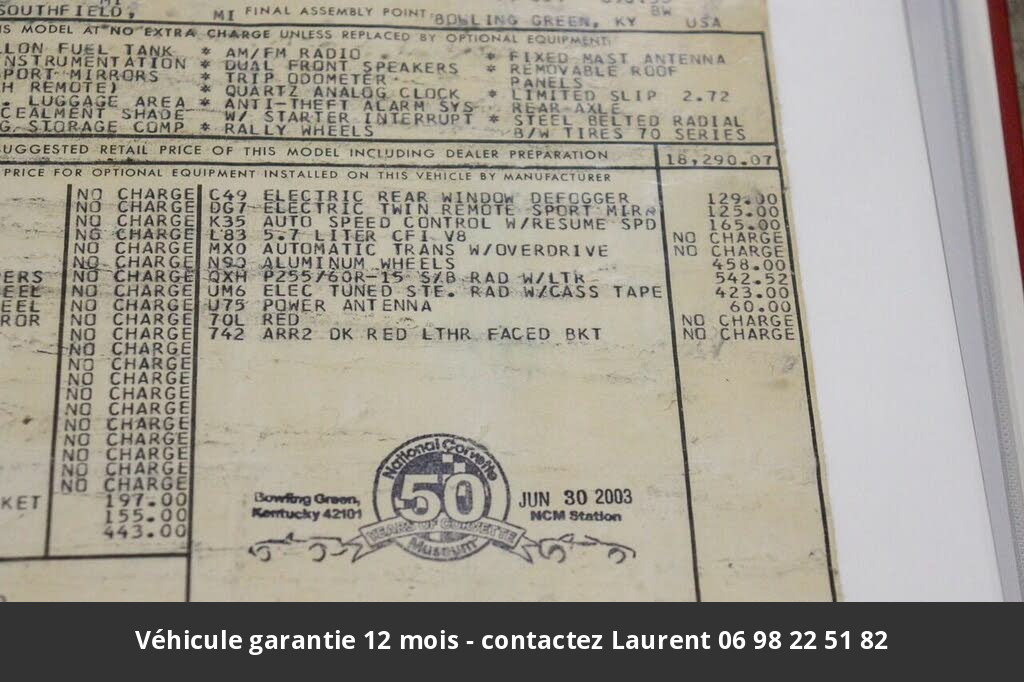 SOUTHFIELD, MI FINAL ASSEMBLY POINT BOWLING GREEN, KY USA
IS MODEL AT NO EXTRA CHARGE UNLESS REPLACED BY OPTIONAL EQUIPMENT
LLON FUEL TANK * AM/FM RADIO * FIXED MAST ANTENNA
NSTRUMENTATION * DUAL FRONT SPEAKERS * REMOVABLE ROOF
PORT MIRRORS * TRIP ODOMETER PANELS
H REMOTE) * QUARTZ ANALOG CLOCK * LIMITED SLIP 2.72
. LUGGAGE AREA * ANTI-THEFT ALARM SYS REAR AXLE
CEALMENT SHADE W/ STARTER INTERRUPT * STEEL BELTED RADIAL
G. STORAGE COMP * RALLY WHEELS B/W TIRES 70 SERIES
UGGESTED RETAIL PRICE OF THIS MODEL INCLUDING DEALER PREPARATION 18,290.07
PRICE FOR OPTIONAL EQUIPMENT INSTALLED ON THIS VEHICLE BY MANUFACTURER
NO CHARGE C49 ELECTRIC REAR WINDOW DEFOGGER 129.00
NO CHARGE DG7 ELECTRIC TWIN REMOTE SPORT MIRR 125.00
NO CHARGE K35 AUTO SPEED CONTROL W/RESUME SPD 165.00
NO CHARGE L83 5.7 LITER CFI V8 NO CHARGE
NO CHARGE MX0 AUTOMATIC TRANS W/OVERDRIVE NO CHARGE
NO CHARGE N90 ALUMINUM WHEELS 458.00
ERS NO CHARGE QXH P255/60R-15 S/B RAD W/LTR 542.52
EEL NO CHARGE UM6 ELEC TUNED STE. RAD W/CASS TAPE 423.00
EEL NO CHARGE U75 POWER ANTENNA 60.00
ROR NO CHARGE 70L RED NO CHARGE
NO CHARGE 742 ARR2 DK RED LTHR FACED BKT NO CHARGE
NO CHARGE
NO CHARGE
NO CHARGE
NO CHARGE
NO CHARGE
NO CHARGE
NO CHARGE
NO CHARGE
NO CHARGE
NO CHARGE
KET 197.00
155.00
443.00
National Corvette
50
YEARS OF CORVETTE
Museum
Bowling Green,
Kentucky 42101
JUN 30 2003
NCM Station
Véhicule garantie 12 mois - contactez Laurent 06 98 22 51 82